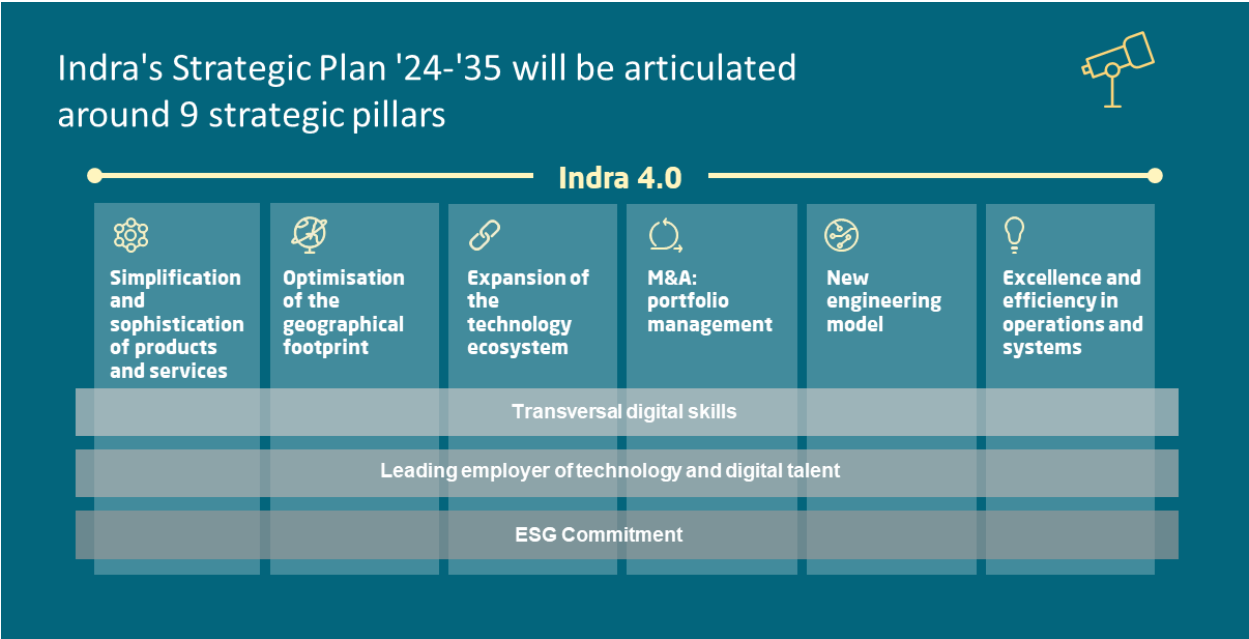 Indra's Strategic Plan '24-'35 will be articulated
around 9 strategic pillars
Indra 4.0
Simplification
and
sophistication
of products
and services
Optimisation
of the
geographical
footprint
Expansion of
the
technology
ecosystem
M&A:
portfolio
management
New
engineering
model
Excellence and
efficiency in
operations and
systems
Transversal digital skills
Leading employer of technology and digital talent
ESG Commitment